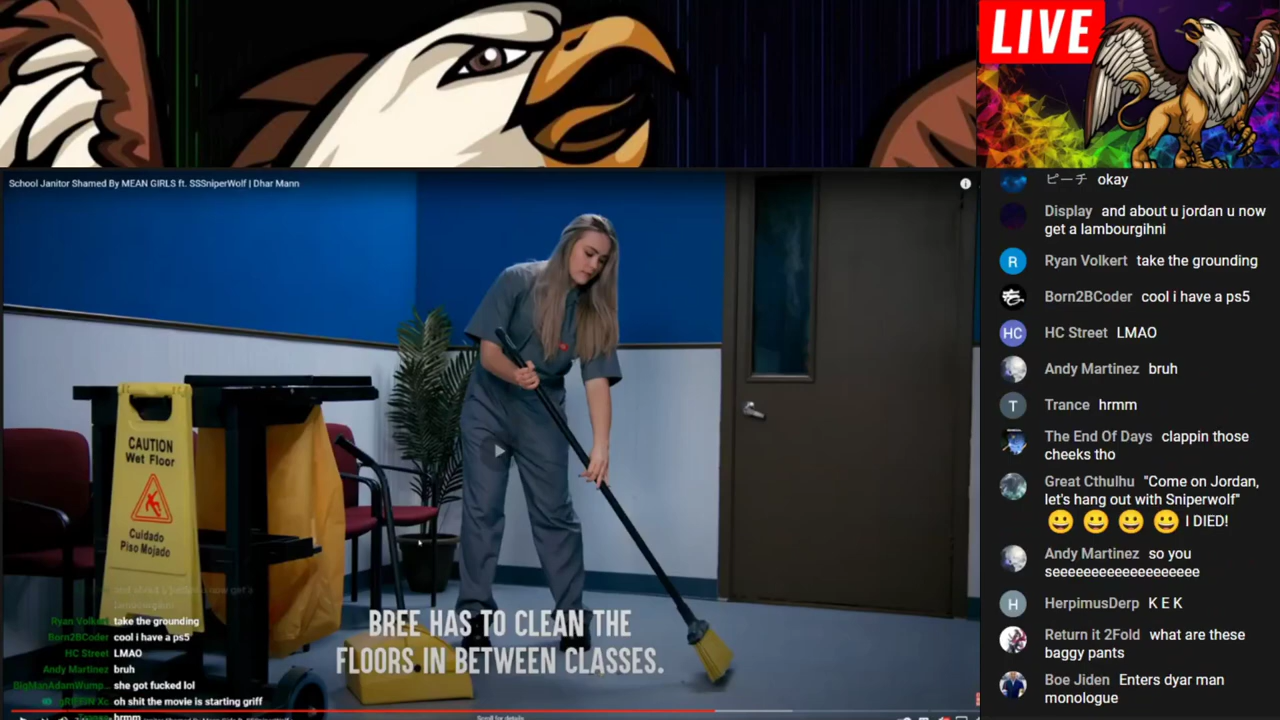 LIVE
School Janitor Shamed By MEAN GIRLS ft. SSSniperWolf | Dhar Mann
CAUTION
Wet Floor
Cuidado
Piso Mojado
BREE HAS TO CLEAN THE
FLOORS IN BETWEEN CLASSES.
take the grounding
Born2BCoder cool i have a ps5
HC Street LMAO
Andy Martinez bruh
BigManAdamWump... she got fucked lol
oh shit the movie is starting griff
hrmm
Scroll for details
ピーチ okay
Display and about u jordan u now
get a lambourgihni
R Ryan Volkert take the grounding
Born2BCoder cool i have a ps5
HC HC Street LMAO
Andy Martinez bruh
T Trance hrmm
The End Of Days clappin those
cheeks tho
Great Cthulhu "Come on Jordan,
let's hang out with Sniperwolf"
😀 😀 😀 😀 I DIED!
Andy Martinez so you
seeeeeeeeeeeeeeeeeee
H HerpimusDerp K E K
Return it 2Fold what are these
baggy pants
Boe Jiden Enters dyar man
monologue